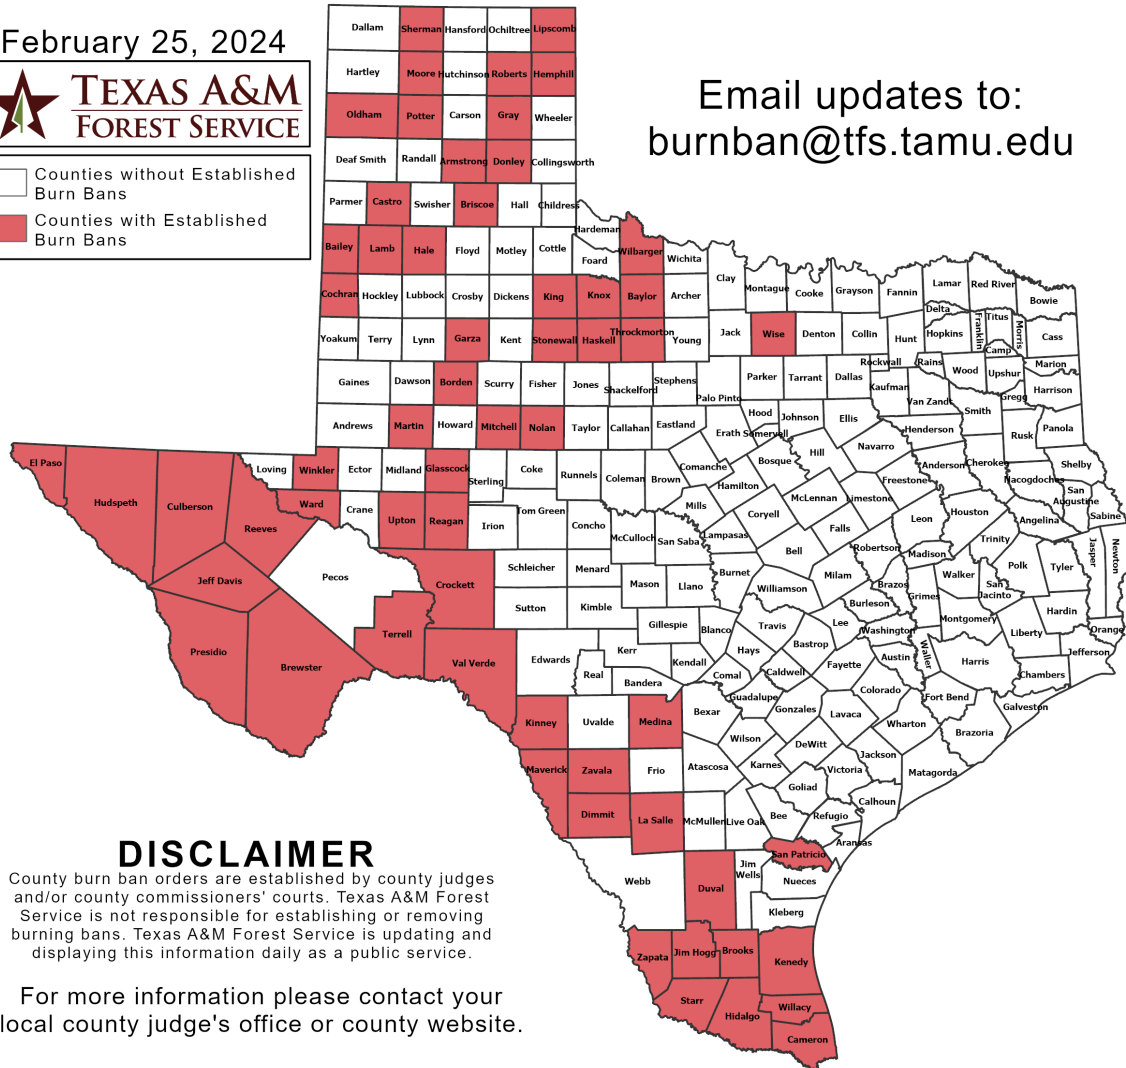 February 25, 2024
TEXAS A&M
FOREST SERVICE
Counties without Established
Burn Bans
Counties with Established
Burn Bans
Email updates to:
burnban@tfs.tamu.edu
Dallam Sherman Hansford Ochiltree Lipscomb
Hartley Moore Hutchinson Roberts Hemphill
Oldham Potter Carson Gray Wheeler
Deaf Smith Randall Armstrong Donley Collingsworth
Parmer Castro Swisher Briscoe Hall Childress
Hardeman
Bailey Lamb Hale Floyd Motley Cottle Foard Wilbarger Wichita
Clay Montague Cooke Grayson Fannin Lamar Red River Bowie
Cochran Hockley Lubbock Crosby Dickens King Knox Baylor Archer
Delta Franklin Titus Morris Cass
Yoakum Terry Lynn Garza Kent Stonewall Haskell Throckmorton Young Jack Wise Denton Collin Hunt Hopkins
Camp
Rockwall Rains Wood Upshur Marion
Gaines Dawson Borden Scurry Fisher Jones Shackelford Stephens Palo Pinto Parker Tarrant Dallas Kaufman Van Zandt Gregg Harrison
Smith
Andrews Martin Howard Mitchell Nolan Taylor Callahan Eastland Erath Hood Somervell Johnson Ellis Henderson Rusk Panola
Navarro
El Paso Hudspeth Culberson Reeves Loving Winkler Ector Midland Glasscock Sterling Coke Runnels Coleman Brown Comanche Hamilton Bosque Hill Freestone Anderson Cherokee Nacogdoches Shelby
San
Augustine
Sabine
Ward Crane Upton Reagan Irion Tom Green Concho McCulloch San Saba Mills Lampasas Coryell McLennan Limestone Falls Leon Houston Angelina
Trinity
Jeff Davis Pecos Crockett Schleicher Menard Mason Llano Burnet Bell Williamson Milam Robertson Brazos Madison Grimes Walker San
Jacinto
Polk Tyler Jasper Newton
Terrell Sutton Kimble Gillespie Blanco Travis Lee Burleson Washington Montgomery Liberty Hardin Orange
Presidio Brewster Val Verde Edwards Real Kerr Bandera Kendall Hays Comal Caldwell Bastrop Fayette Austin Waller Harris Chambers Jefferson
Kinney Uvalde Medina Bexar Guadalupe Gonzales Lavaca Colorado Wharton Fort Bend Brazoria Galveston
Wilson DeWitt Jackson
Maverick Zavala Frio Atascosa Karnes Goliad Victoria Matagorda
Calhoun
Dimmit La Salle McMullen Live Oak Bee Refugio Aransas
San Patricio
Webb Duval Jim
Wells
Nueces
Kleberg
Zapata Jim Hogg Brooks Kenedy
Starr Hidalgo Willacy
Cameron
DISCLAIMER
County burn ban orders are established by county judges
and/or county commissioners' courts. Texas A&M Forest
Service is not responsible for establishing or removing
burning bans. Texas A&M Forest Service is updating and
displaying this information daily as a public service.
For more information please contact your
local county judge's office or county website.